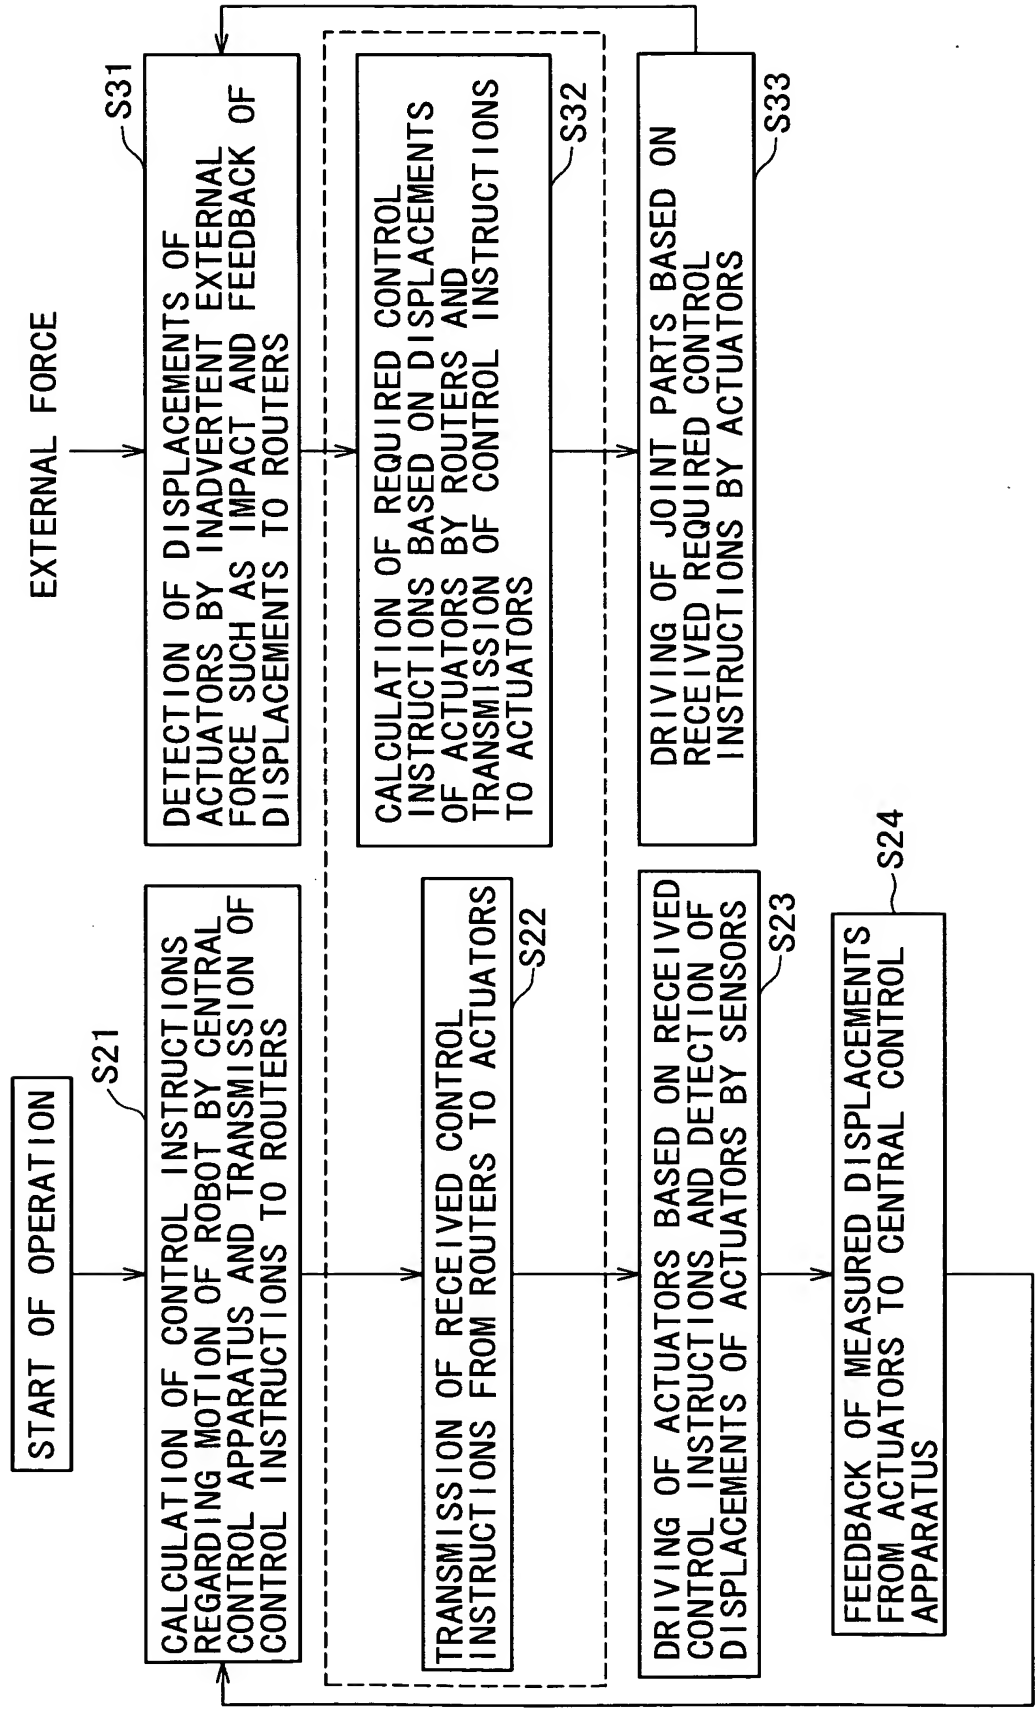 START OF OPERATION
S21
CALCULATION OF CONTROL INSTRUCTIONS
REGARDING MOTION OF ROBOT BY CENTRAL
CONTROL APPARATUS AND TRANSMISSION OF
CONTROL INSTRUCTIONS TO ROUTERS
TRANSMISSION OF RECEIVED CONTROL
INSTRUCTIONS FROM ROUTERS TO ACTUATORS
S22
DRIVING OF ACTUATORS BASED ON RECEIVED
CONTROL INSTRUCTIONS AND DETECTION OF
DISPLACEMENTS OF ACTUATORS BY SENSORS
S23
S24
FEEDBACK OF MEASURED DISPLACEMENTS
FROM ACTUATORS TO CENTRAL CONTROL
APPARATUS
EXTERNAL FORCE
S31
DETECTION OF DISPLACEMENTS OF
ACTUATORS BY INADVERTENT EXTERNAL
FORCE SUCH AS IMPACT AND FEEDBACK OF
DISPLACEMENTS TO ROUTERS
CALCULATION OF REQUIRED CONTROL
INSTRUCTIONS BASED ON DISPLACEMENTS
OF ACTUATORS BY ROUTERS AND
TRANSMISSION OF CONTROL INSTRUCTIONS
TO ACTUATORS
S32
DRIVING OF JOINT PARTS BASED ON
RECEIVED REQUIRED CONTROL
INSTRUCTIONS BY ACTUATORS
S33